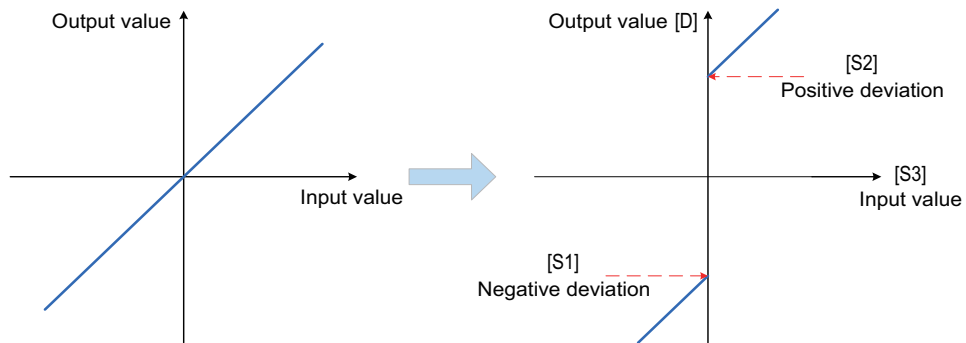 Output value
Input value
Output value [D]
[S2]
Positive deviation
[S3]
Input value
[S1]
Negative deviation